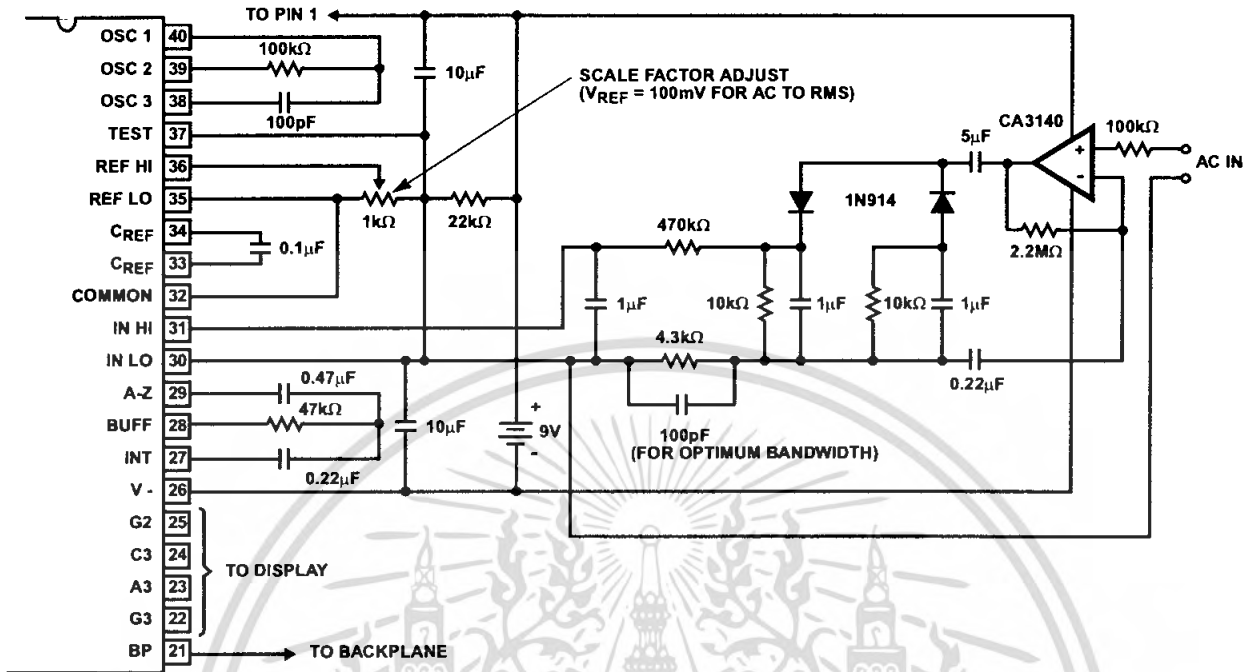 TO PIN 1
OSC 1 40
OSC 2 39
OSC 3 38
TEST 37
REF HI 36
REF LO 35
CREF 34
CREF 33
COMMON 32
IN HI 31
IN LO 30
A-Z 29
BUFF 28
INT 27
V - 26
G2 25
C3 24
A3 23
G3 22
BP 21
100kΩ
100pF
10µF
SCALE FACTOR ADJUST
(VREF = 100mV FOR AC TO RMS)
1kΩ
22kΩ
0.1µF
CA3140
100kΩ
5µF
+
-
AC IN
1N914
2.2MΩ
470kΩ
1µF
10kΩ
1µF
10kΩ
1µF
4.3kΩ
0.22µF
100pF
(FOR OPTIMUM BANDWIDTH)
0.47µF
47kΩ
0.22µF
10µF
+
9V
-
TO DISPLAY
TO BACKPLANE